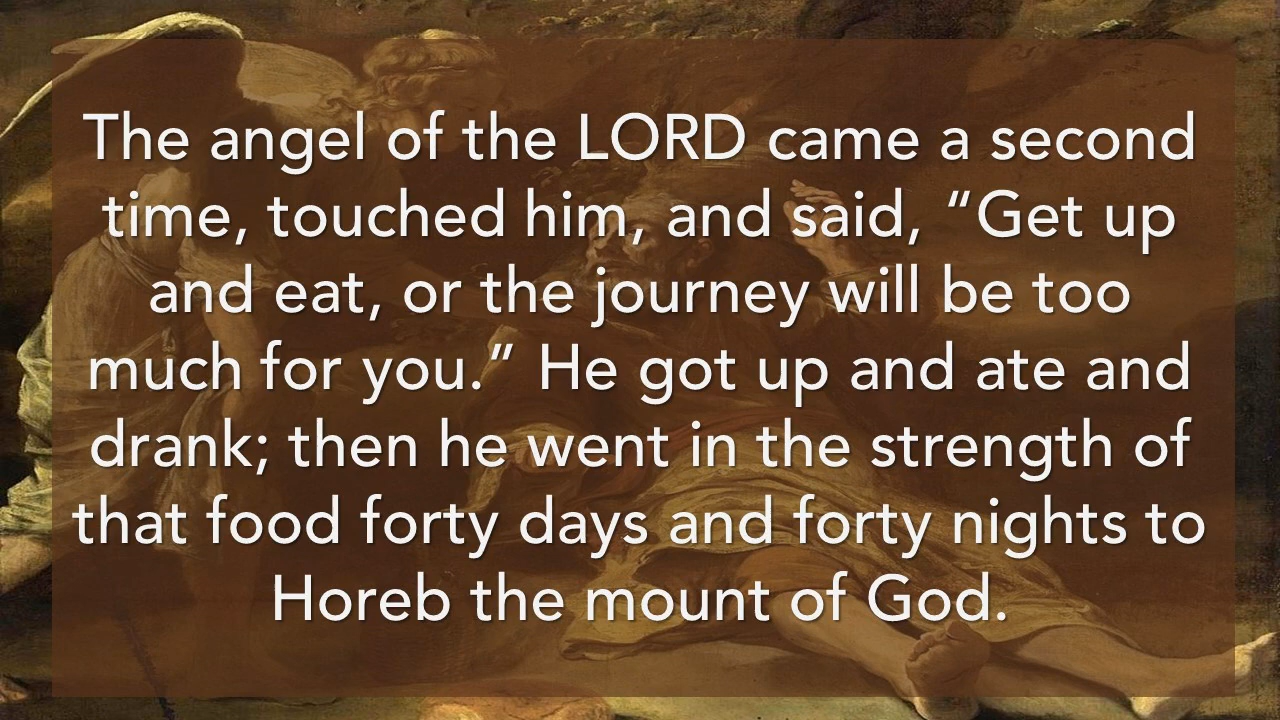 The angel of the LORD came a second
time, touched him, and said, “Get up
and eat, or the journey will be too
much for you.” He got up and ate and
drank; then he went in the strength of
that food forty days and forty nights to
Horeb the mount of God.